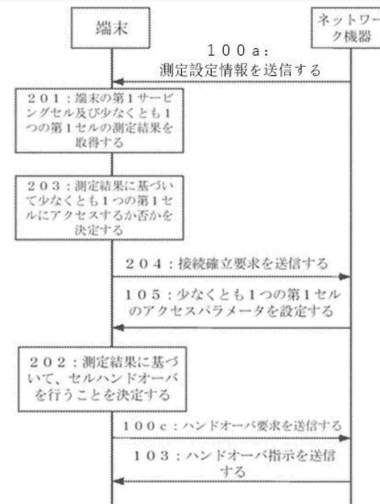 端末
ネットワー
ク機器
100a:
測定設定情報を送信する
201:端末の第1サービ
ングセル及び少なくとも1
つの第1セルの測定結果を
取得する
203:測定結果に基づい
て少なくとも1つの第1セ
ルにアクセスするか否かを
決定する
204:接続確立要求を送信する
105:少なくとも1つの第1セル
のアクセスパラメータを設定する
202:測定結果に基づ
いて、セルハンドオーバ
を行うことを決定する
100c:ハンドオーバ要求を送信する
103:ハンドオーバ指示を送信
する